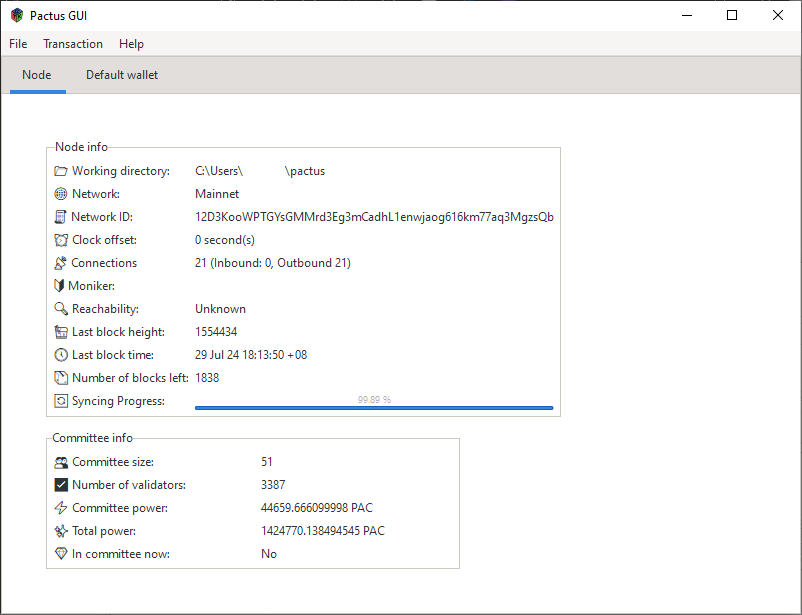 Pactus GUI
File Transaction Help
Node Default wallet
Node info
Working directory: C:\Users\ \pactus
Network: Mainnet
Network ID: 12D3KooWPTGYsGMMrd3Eg3mCadhL1enwjaog616km77aq3MgzsQb
Clock offset: 0 second(s)
Connections 21 (Inbound: 0, Outbound 21)
Moniker:
Reachability: Unknown
Last block height: 1554434
Last block time: 29 Jul 24 18:13:50 +08
Number of blocks left: 1838
Syncing Progress: 99.89 %
Committee info
Committee size: 51
Number of validators: 3387
Committee power: 44659.666099998 PAC
Total power: 1424770.138494545 PAC
In committee now: No